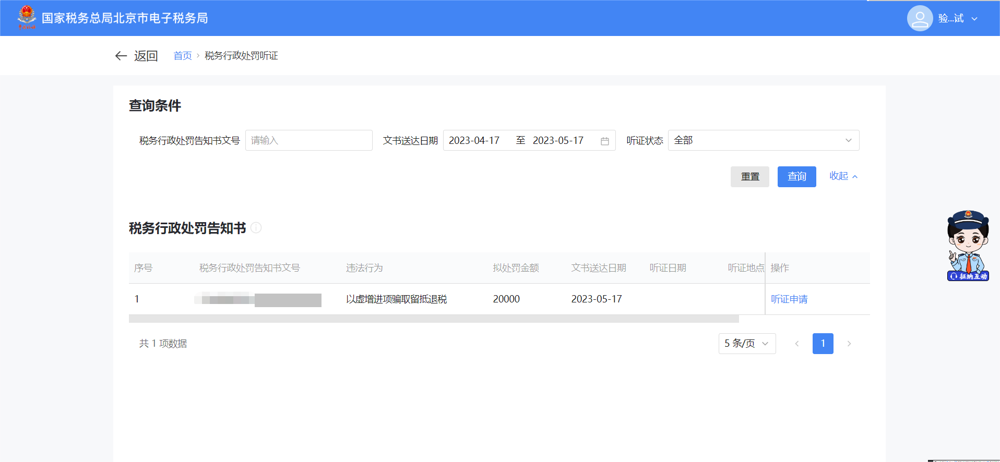 国家税务总局北京市电子税务局
验...试
返回 首页 > 税务行政处罚听证
查询条件
税务行政处罚告知书文号 请输入 文书送达日期 2023-04-17 至 2023-05-17 听证状态 全部
重置 查询 收起
税务行政处罚告知书
序号 税务行政处罚告知书文号 违法行为 拟处罚金额 文书送达日期 听证日期 听证地点 操作
1 以虚增进项骗取留抵退税 20000 2023-05-17 听证申请
共 1 项数据 5 条/页 < 1 >
征纳互动